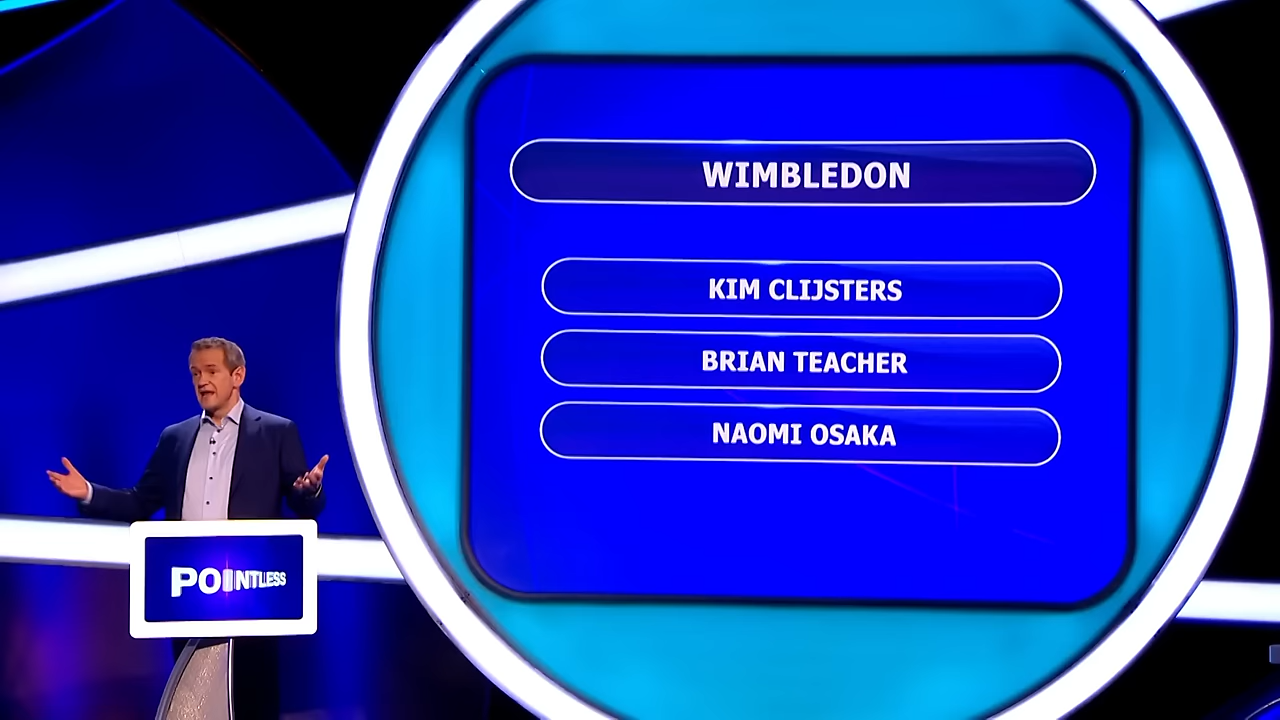 WIMBLEDON
KIM CLIJSTERS
BRIAN TEACHER
NAOMI OSAKA
POINTLESS